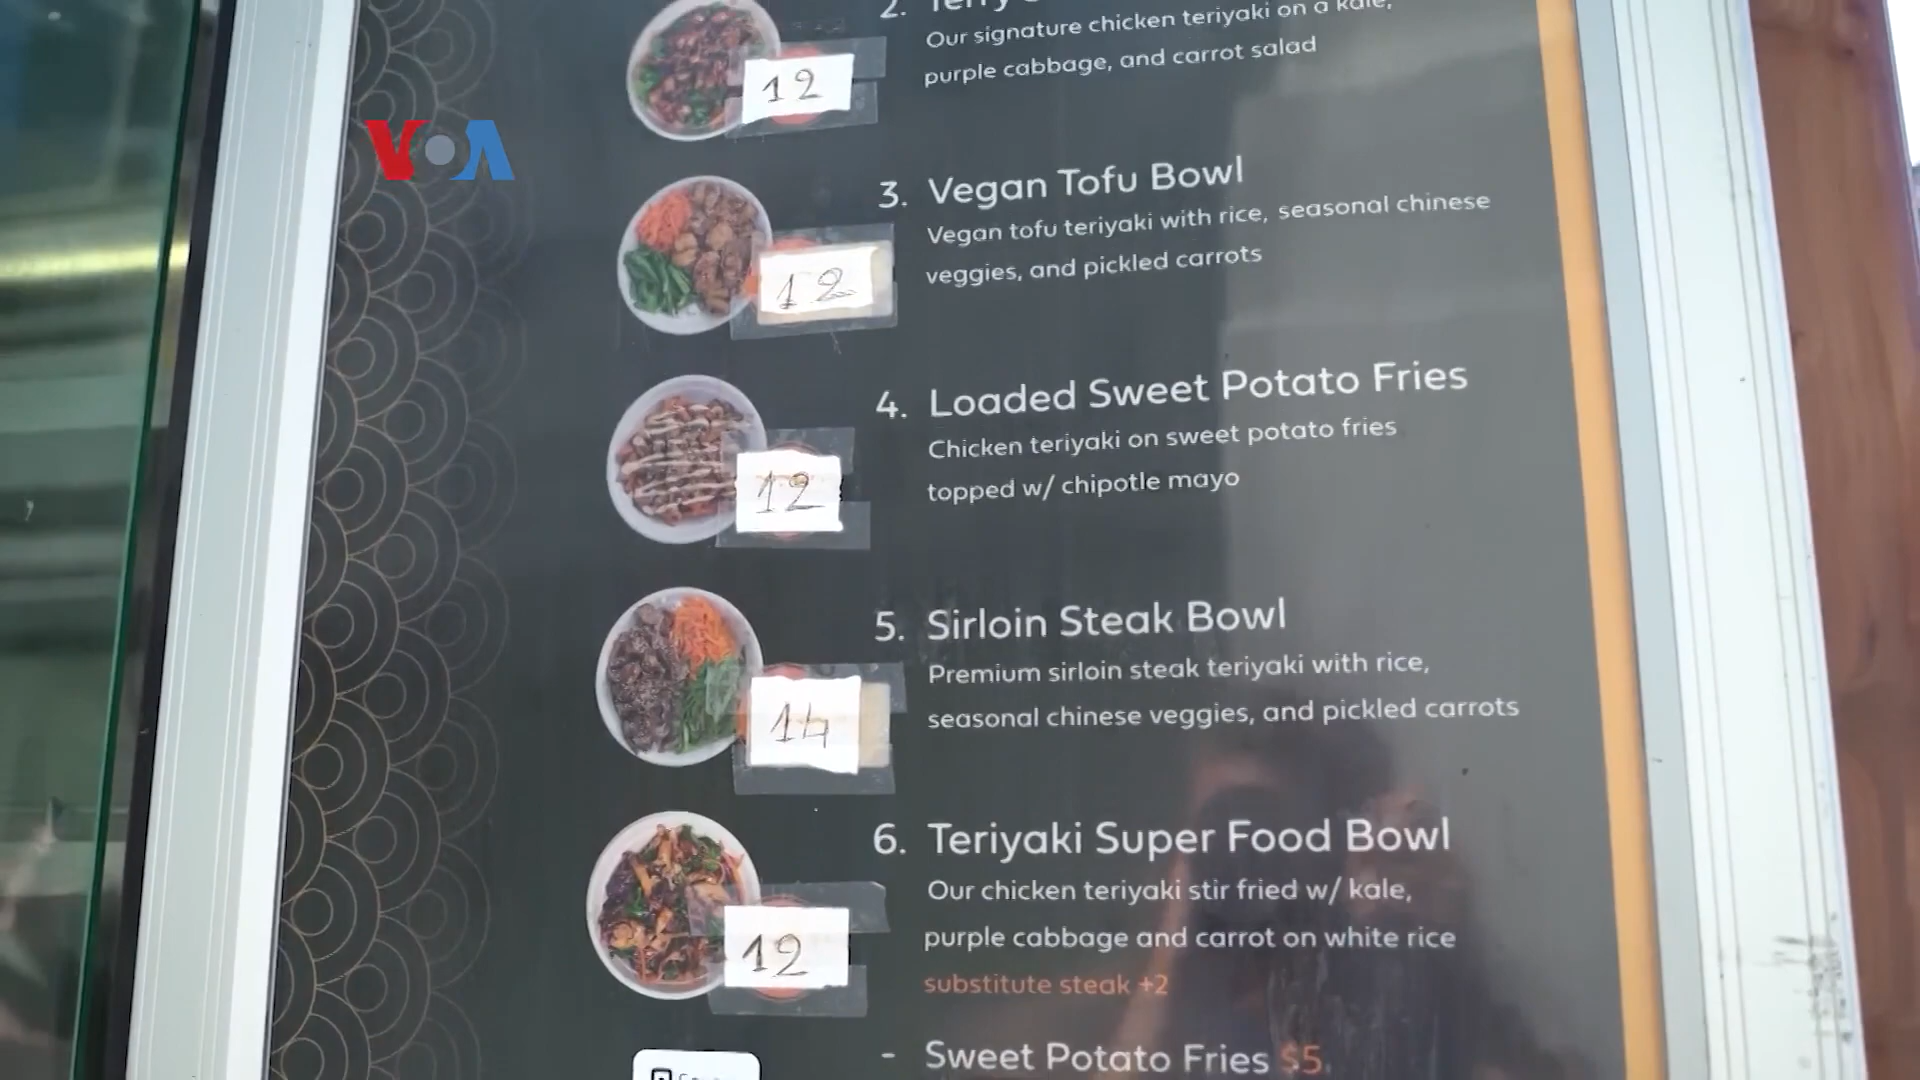 2.
Our signature chicken teriyaki on a kale,
purple cabbage, and carrot salad
12
VOA
3. Vegan Tofu Bowl
Vegan tofu teriyaki with rice, seasonal chinese
veggies, and pickled carrots
12
4. Loaded Sweet Potato Fries
Chicken teriyaki on sweet potato fries
topped w/ chipotle mayo
12
5. Sirloin Steak Bowl
Premium sirloin steak teriyaki with rice,
seasonal chinese veggies, and pickled carrots
14
6. Teriyaki Super Food Bowl
Our chicken teriyaki stir fried w/ kale,
purple cabbage and carrot on white rice
substitute steak +2
12
- Sweet Potato Fries $5